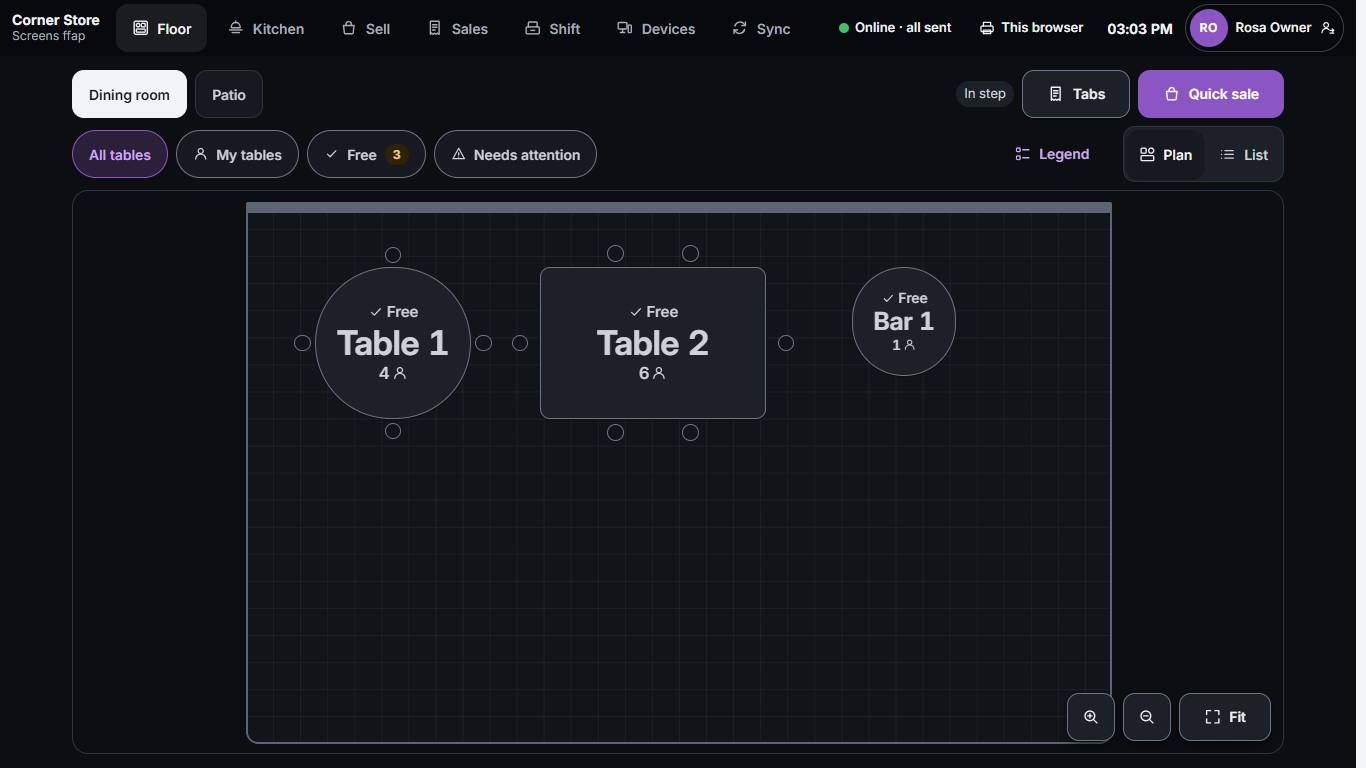 Corner Store
Screens ffap
Floor
Kitchen
Sell
Sales
Shift
Devices
Sync
Online · all sent
This browser
03:03 PM
RO
Rosa Owner
Dining room
Patio
In step
Tabs
Quick sale
All tables
My tables
Free 3
Needs attention
Legend
Plan
List
Free
Table 1
4
Free
Table 2
6
Free
Bar 1
1
Fit